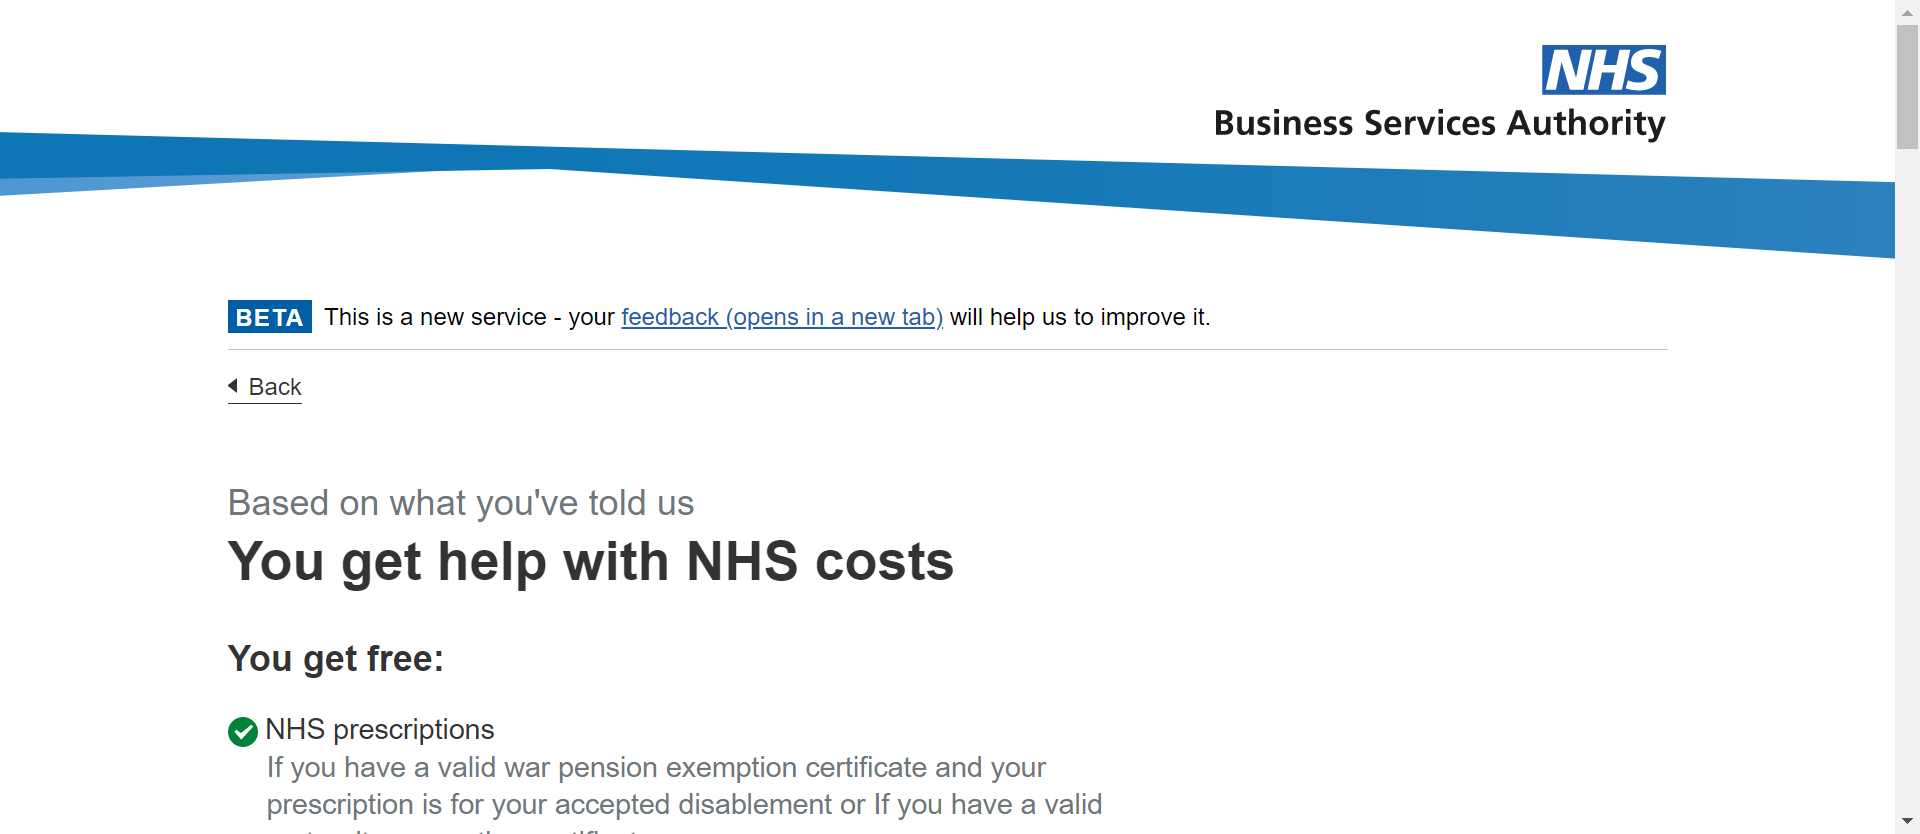 NHS
Business Services Authority
BETA This is a new service - your feedback (opens in a new tab) will help us to improve it.
Back
Based on what you've told us
You get help with NHS costs
You get free:
NHS prescriptions
If you have a valid war pension exemption certificate and your
prescription is for your accepted disablement or If you have a valid